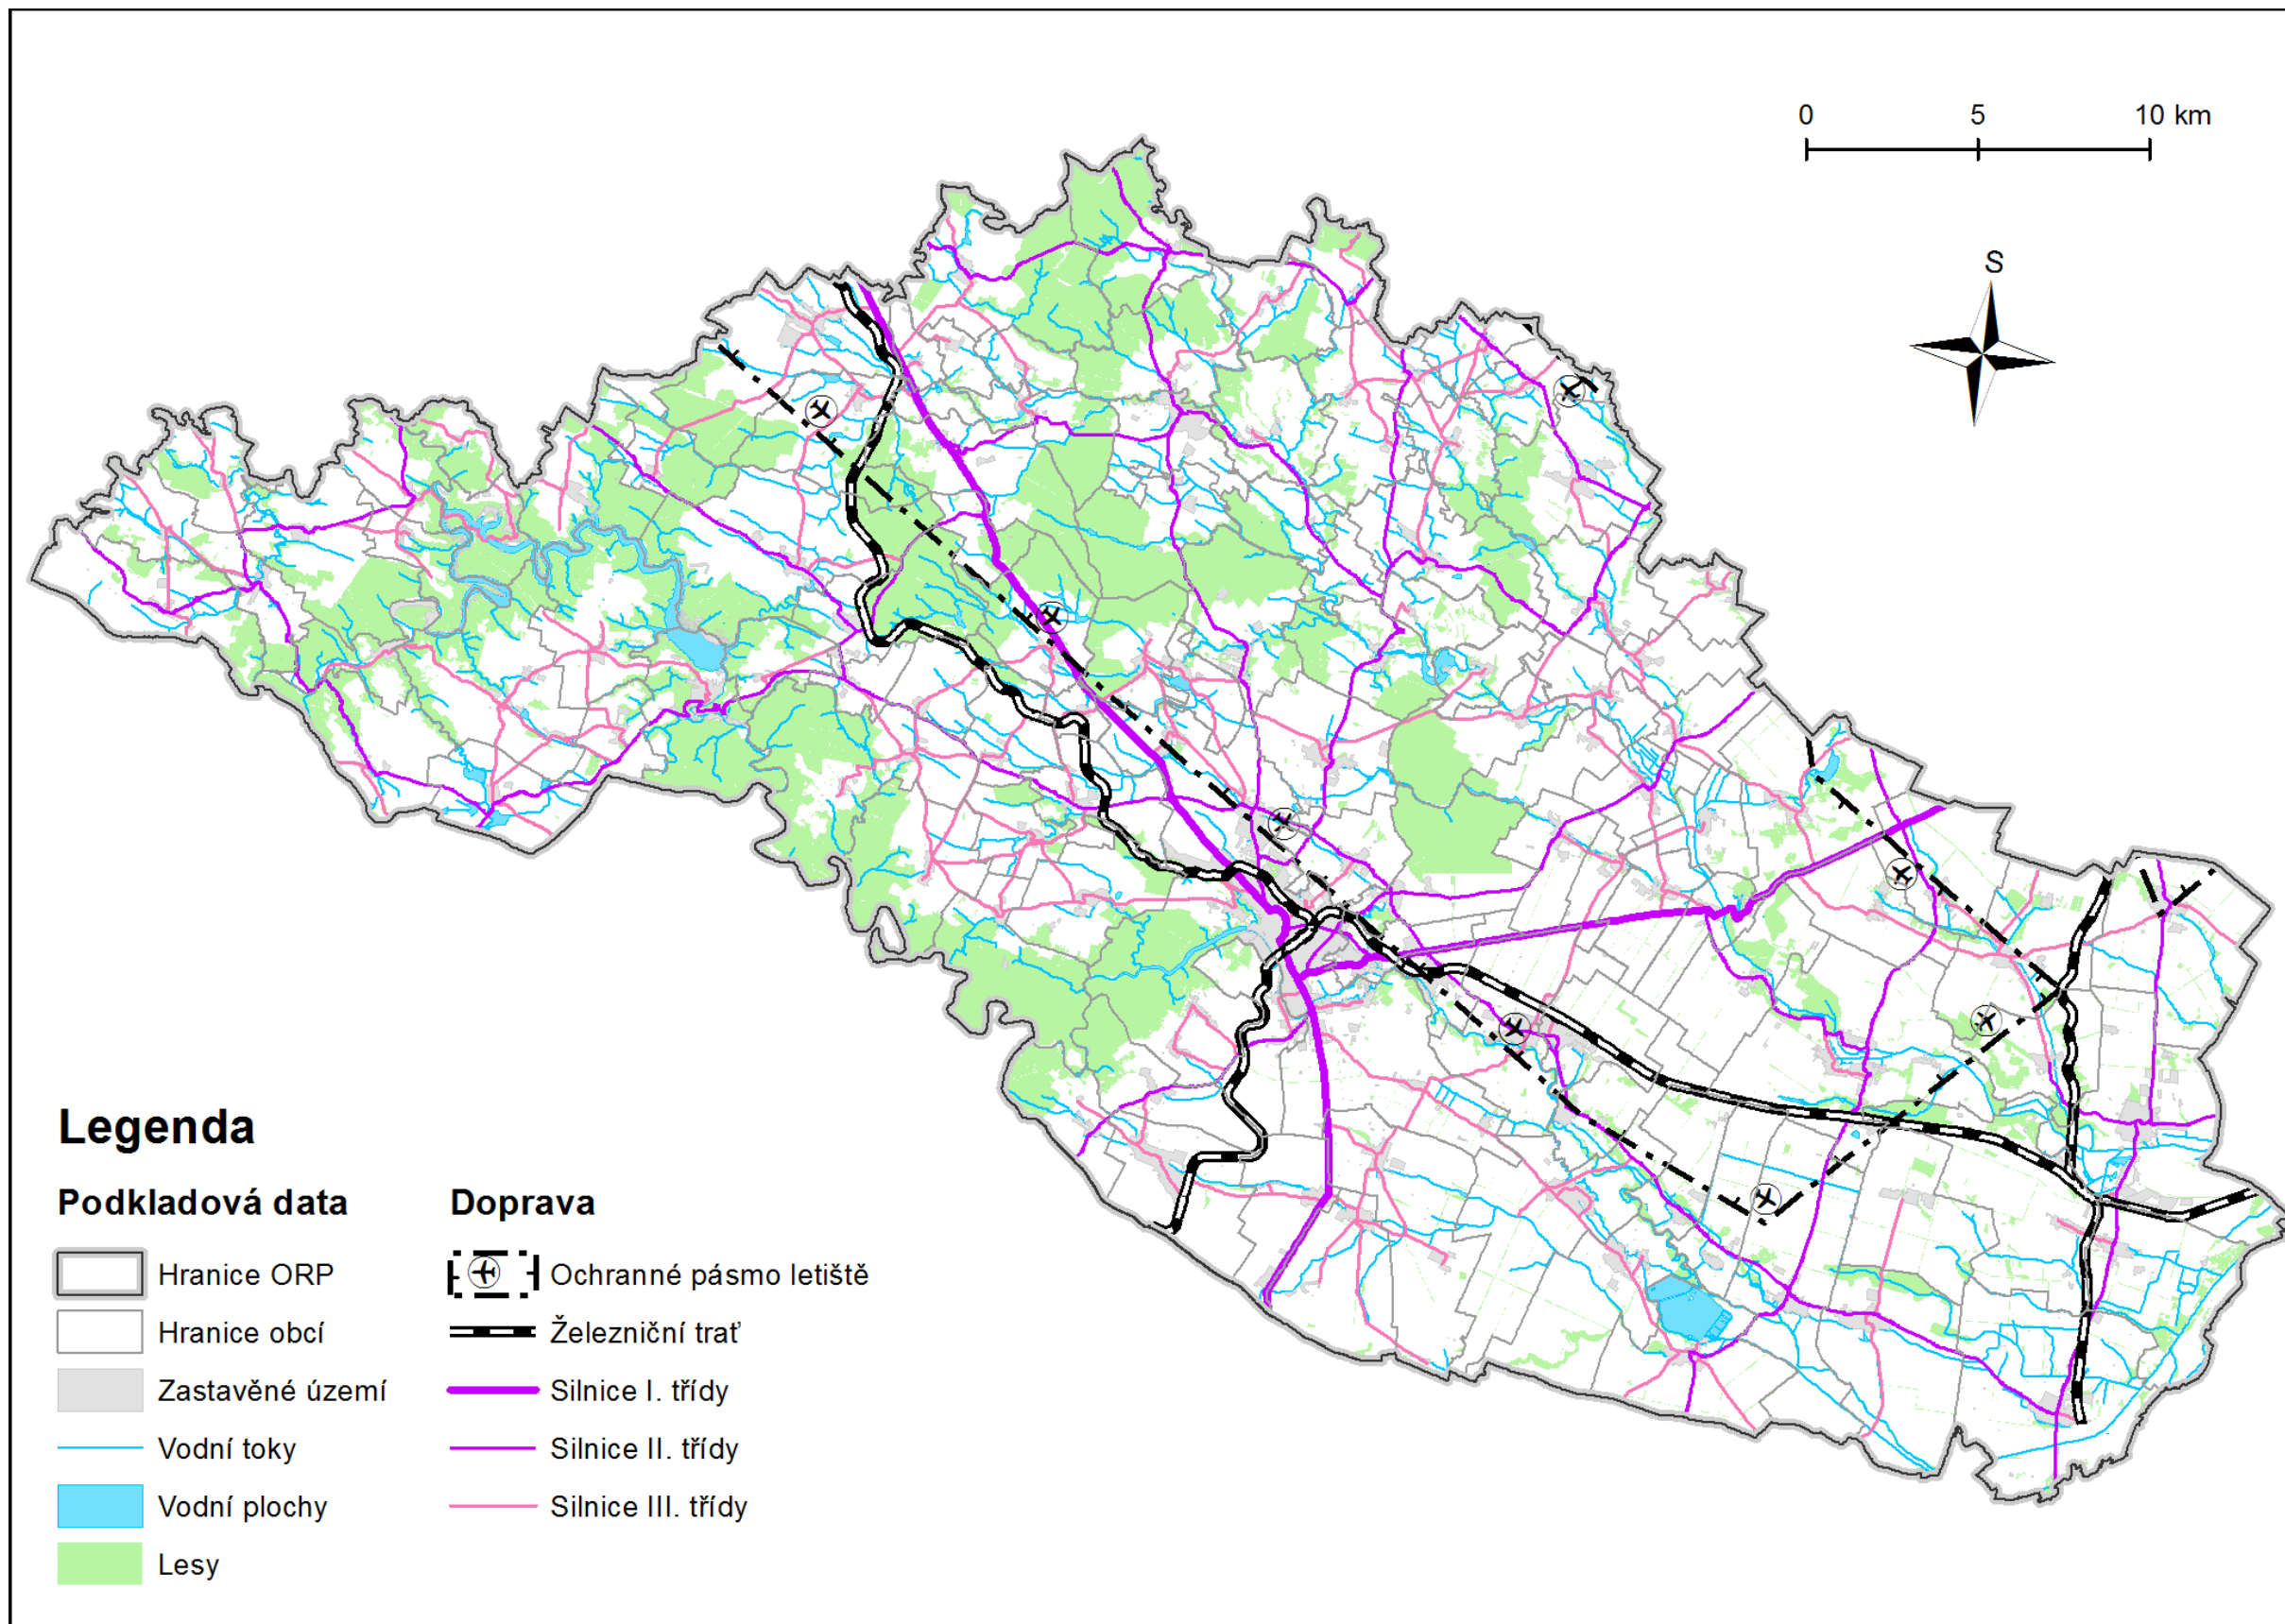 0 5 10 km
S
Legenda
Podkladová data
Hranice ORP
Hranice obcí
Zastavěné území
Vodní toky
Vodní plochy
Lesy
Doprava
Ochranné pásmo letiště
Železniční trať
Silnice I. třídy
Silnice II. třídy
Silnice III. třídy